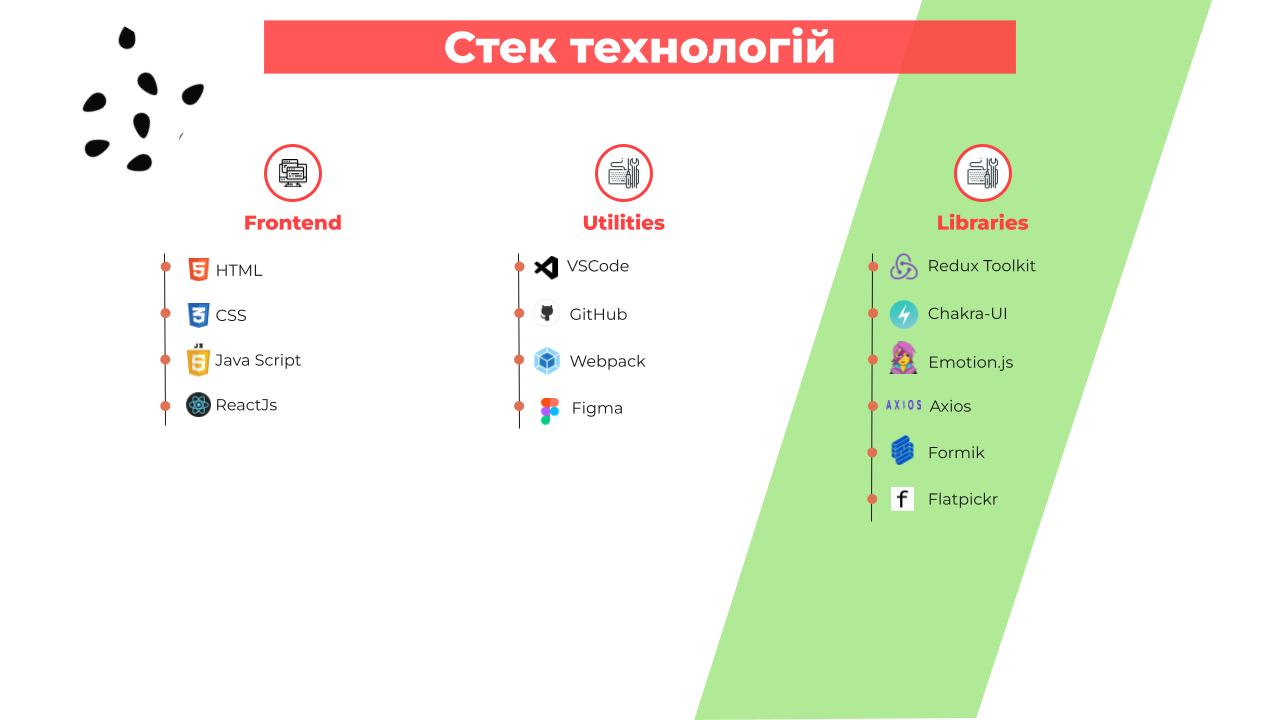 Стек технологій
Frontend
HTML
CSS
JS
Java Script
ReactJs
Utilities
VSCode
GitHub
Webpack
Figma
Libraries
Redux Toolkit
Chakra-UI
Emotion.js
AXIOS Axios
Formik
f Flatpickr